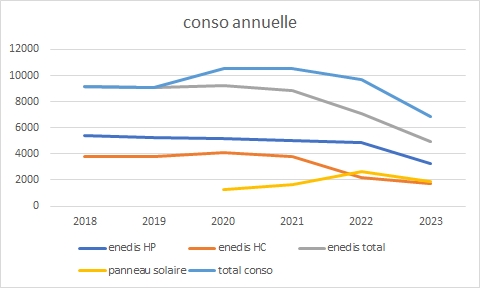 conso annuelle
12000
10000
8000
6000
4000
2000
0
2018 2019 2020 2021 2022 2023
enedis HP enedis HC enedis total
panneau solaire total conso